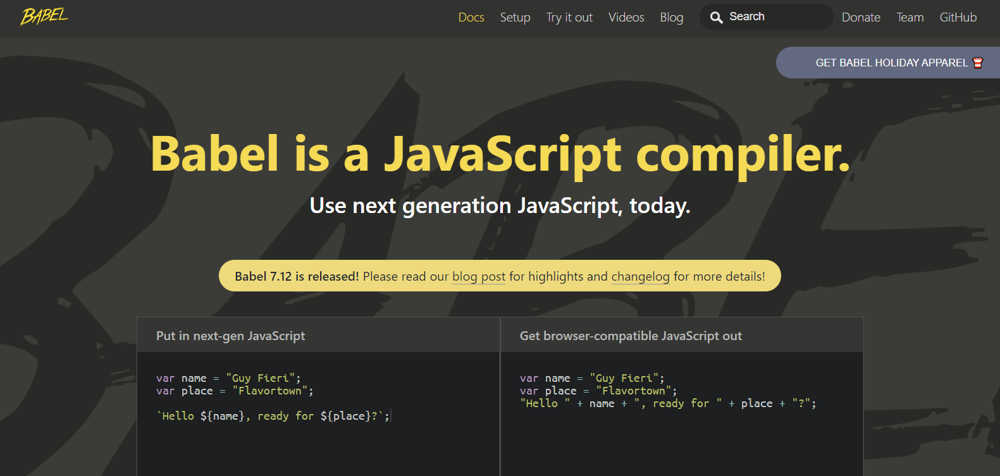 BABEL
Docs Setup Try it out Videos Blog Search Donate Team GitHub
GET BABEL HOLIDAY APPAREL
Babel is a JavaScript compiler.
Use next generation JavaScript, today.
Babel 7.12 is released! Please read our blog post for highlights and changelog for more details!
Put in next-gen JavaScript
var name = "Guy Fieri";
var place = "Flavortown";
`Hello ${name}, ready for ${place}?`;
Get browser-compatible JavaScript out
var name = "Guy Fieri";
var place = "Flavortown";
"Hello " + name + ", ready for " + place + "?";